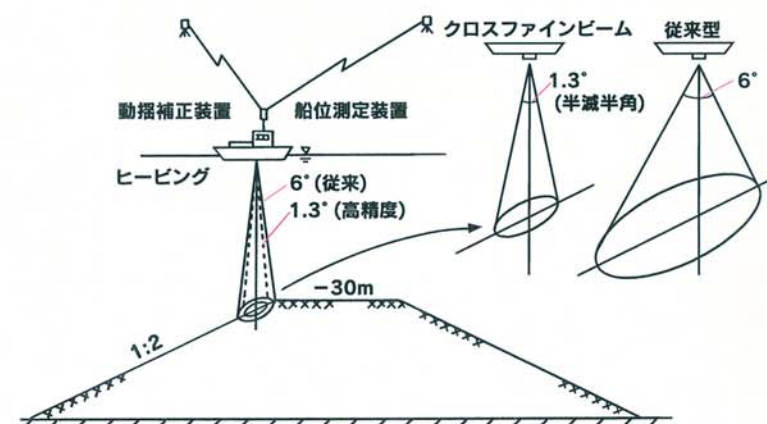 クロスファインビーム
従来型
1.3°
(半減半角)
6°
動揺補正装置
船位測定装置
ヒービング
6°(従来)
1.3°(高精度)
-30m
1:2